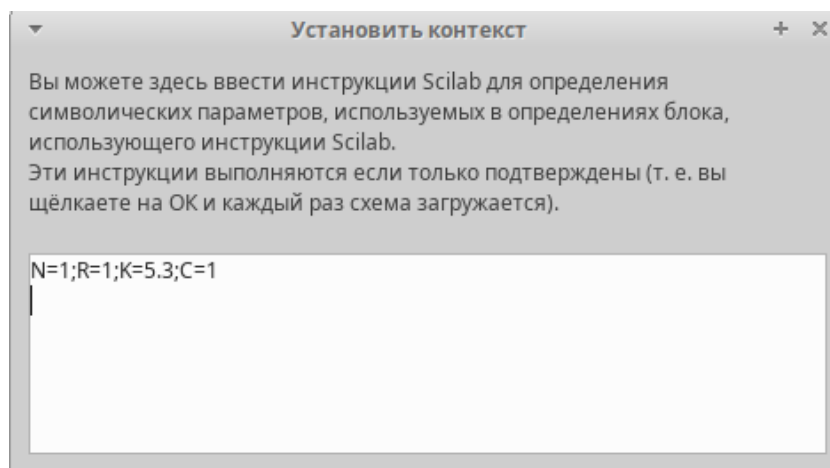 Установить контекст
Вы можете здесь ввести инструкции Scilab для определения
символических параметров, используемых в определениях блока,
использующего инструкции Scilab.
Эти инструкции выполняются если только подтверждены (т. е. вы
щёлкаете на ОК и каждый раз схема загружается).
N=1;R=1;K=5.3;C=1